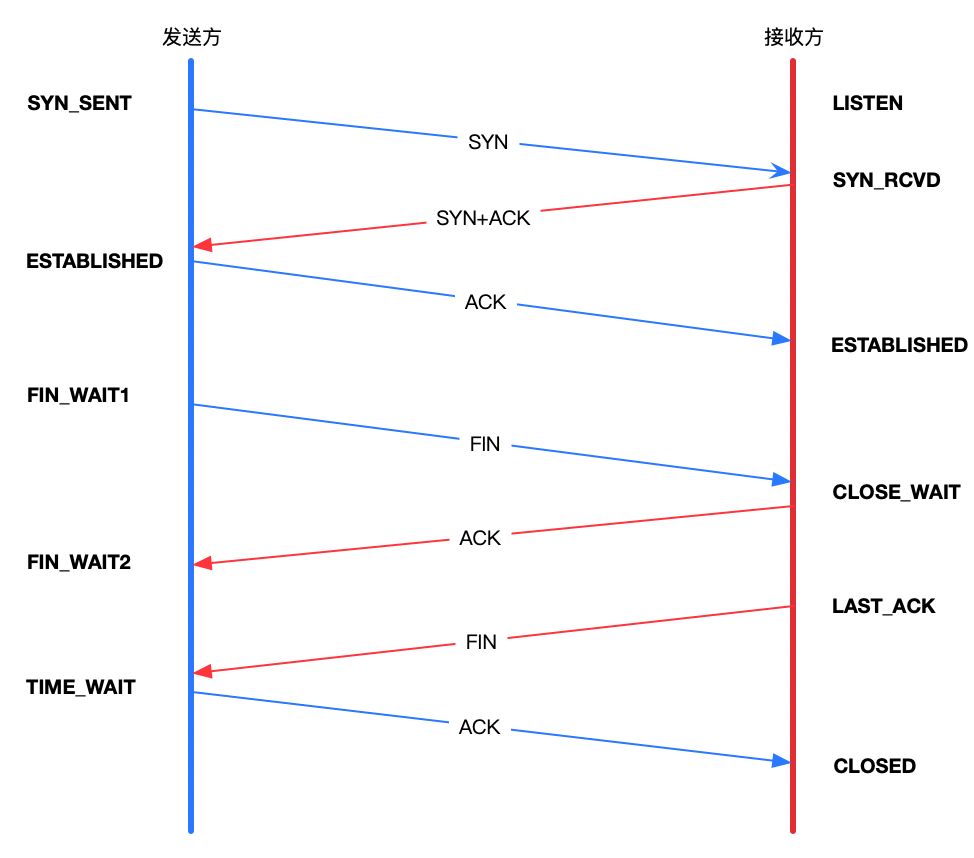 发送方
接收方
SYN_SENT
LISTEN
SYN
SYN_RCVD
SYN+ACK
ESTABLISHED
ACK
ESTABLISHED
FIN_WAIT1
FIN
CLOSE_WAIT
ACK
FIN_WAIT2
LAST_ACK
FIN
TIME_WAIT
ACK
CLOSED